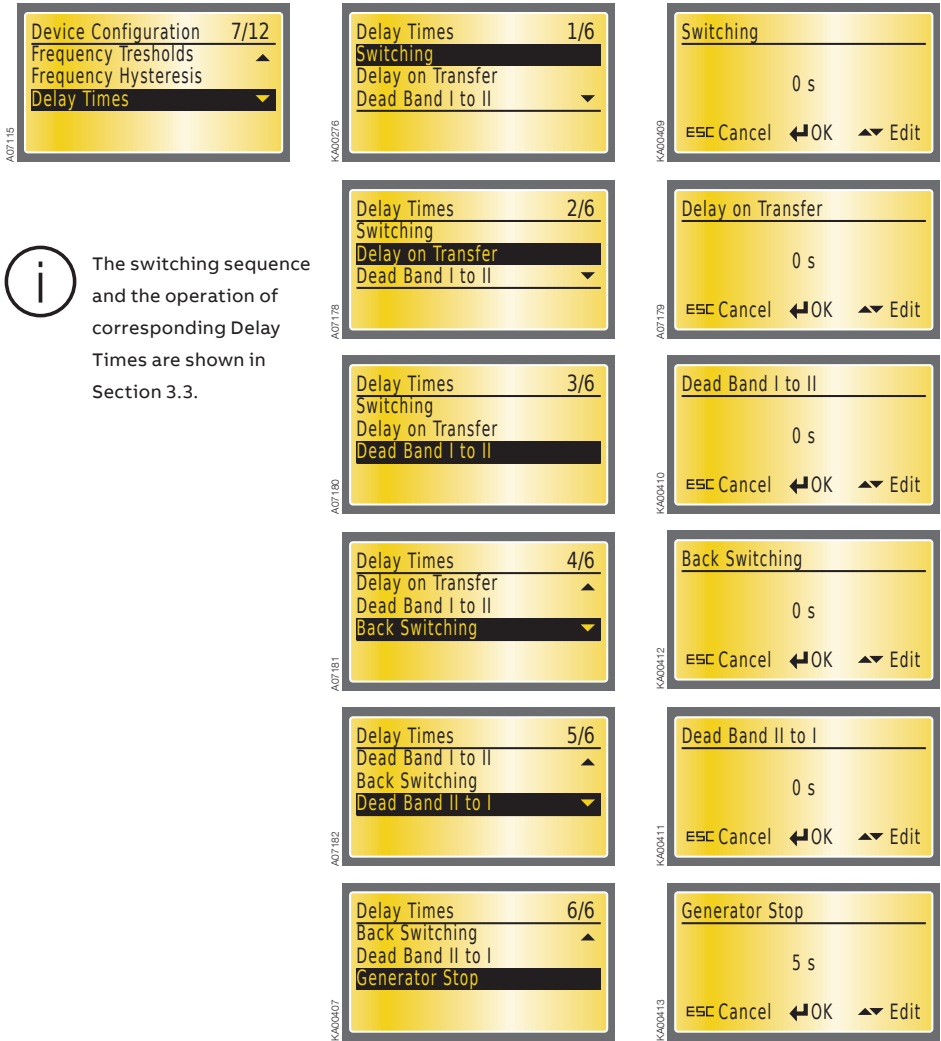 Device Configuration 7/12
Frequency Tresholds
Frequency Hysteresis
Delay Times
A07115
Delay Times 1/6
Switching
Delay on Transfer
Dead Band I to II
KA00276
Switching
0 s
ESC Cancel OK Edit
KA00409
i
The switching sequence
and the operation of
corresponding Delay
Times are shown in
Section 3.3.
Delay Times 2/6
Switching
Delay on Transfer
Dead Band I to II
A07178
Delay on Transfer
0 s
ESC Cancel OK Edit
A07179
Delay Times 3/6
Switching
Delay on Transfer
Dead Band I to II
A07180
Dead Band I to II
0 s
ESC Cancel OK Edit
KA00410
Delay Times 4/6
Delay on Transfer
Dead Band I to II
Back Switching
A07181
Back Switching
0 s
ESC Cancel OK Edit
KA00412
Delay Times 5/6
Dead Band I to II
Back Switching
Dead Band II to I
A07182
Dead Band II to I
0 s
ESC Cancel OK Edit
KA00411
Delay Times 6/6
Back Switching
Dead Band II to I
Generator Stop
KA00407
Generator Stop
5 s
ESC Cancel OK Edit
KA00413